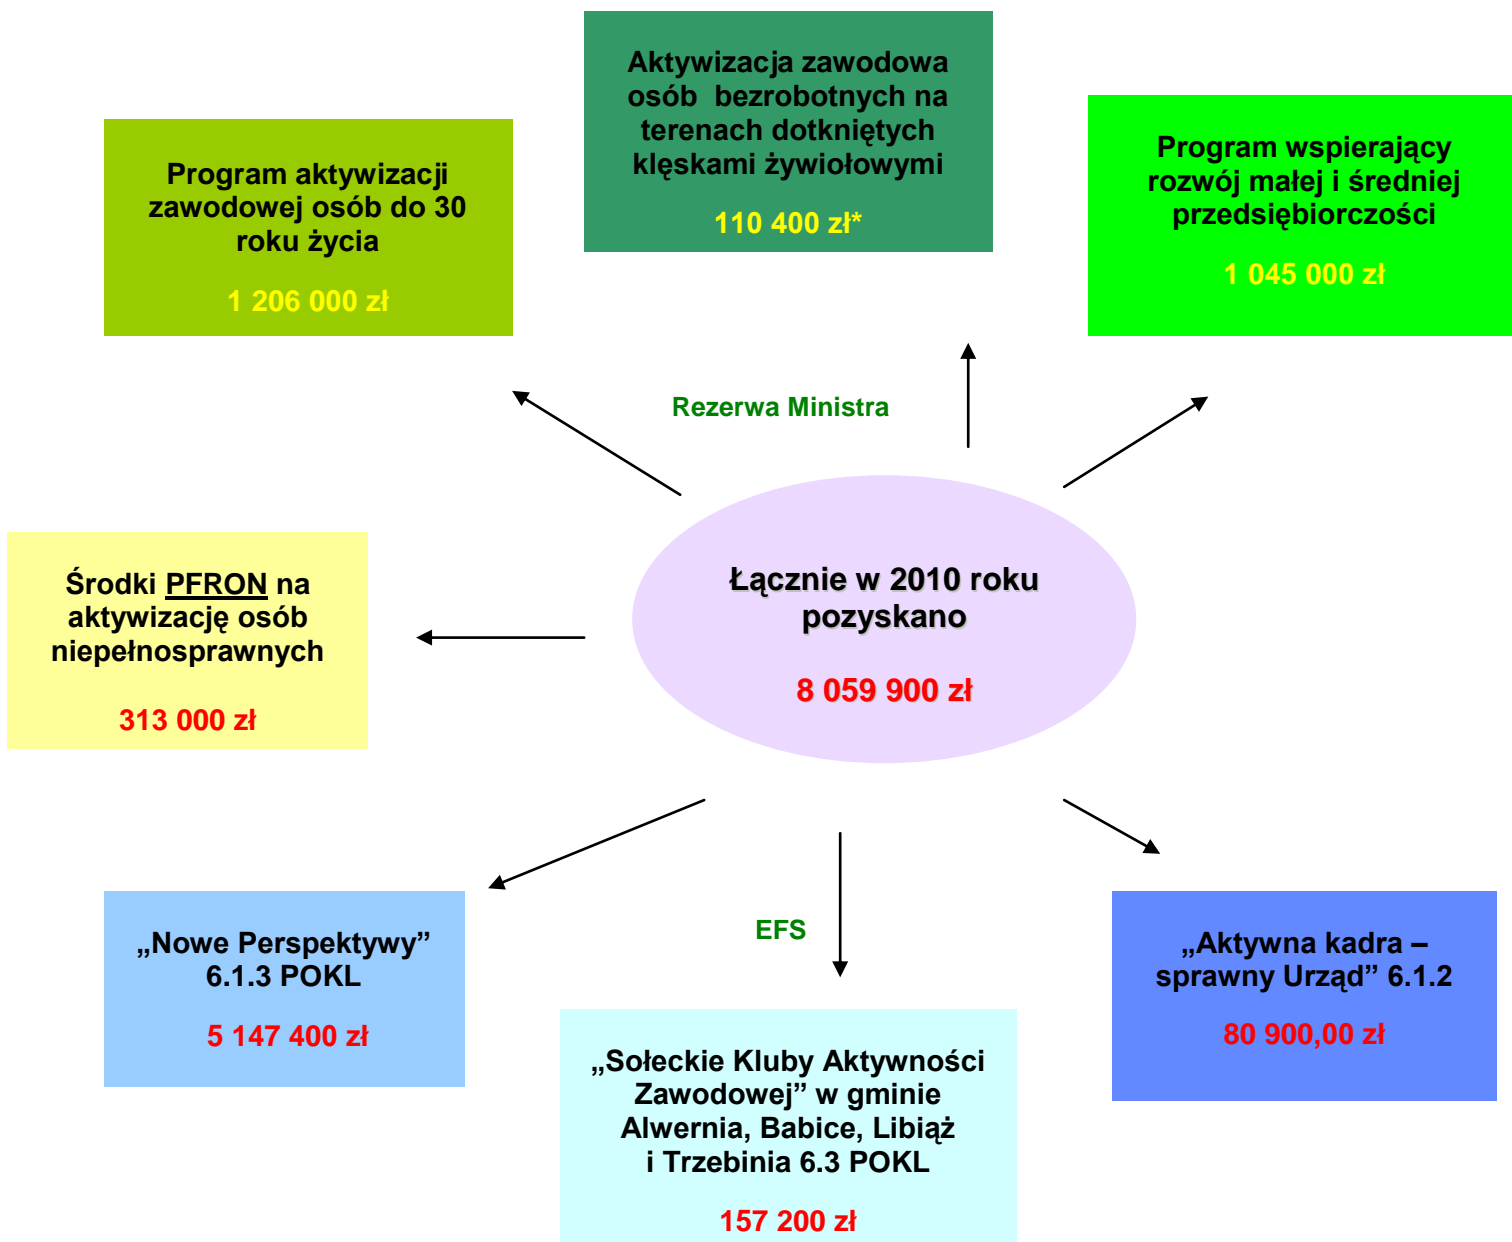 Aktywizacja zawodowa
osób bezrobotnych na
terenach dotkniętych
klęskami żywiołowymi
110 400 zł*
Program aktywizacji
zawodowej osób do 30
roku życia
1 206 000 zł
Program wspierający
rozwój małej i średniej
przedsiębiorczości
1 045 000 zł
Rezerwa Ministra
Środki PFRON na
aktywizację osób
niepełnosprawnych
313 000 zł
Łącznie w 2010 roku
pozyskano
8 059 900 zł
„Nowe Perspektywy”
6.1.3 POKL
5 147 400 zł
EFS
„Aktywna kadra –
sprawny Urząd” 6.1.2
80 900,00 zł
„Sołeckie Kluby Aktywności
Zawodowej” w gminie
Alwernia, Babice, Libiąż
i Trzebinia 6.3 POKL
157 200 zł